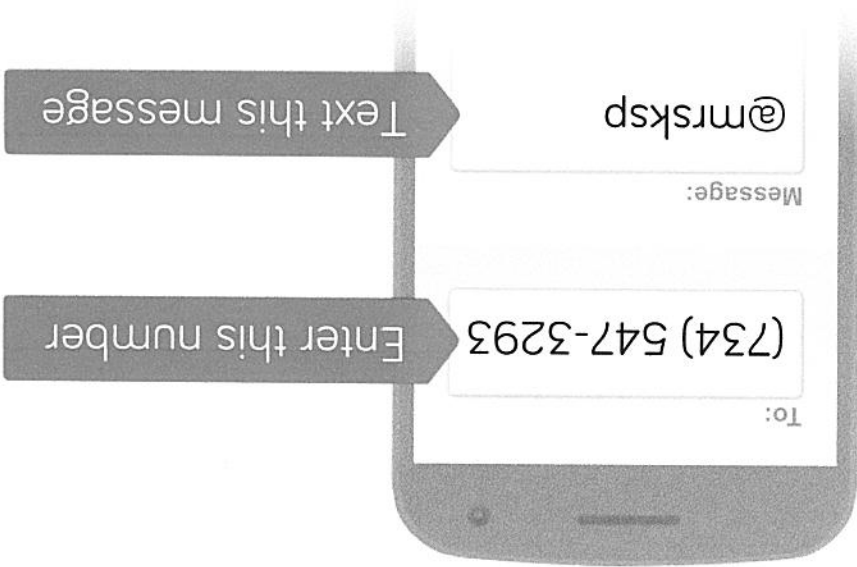 To:
(734) 547-3293
Enter this number
Message:
@mrsksp
Text this message